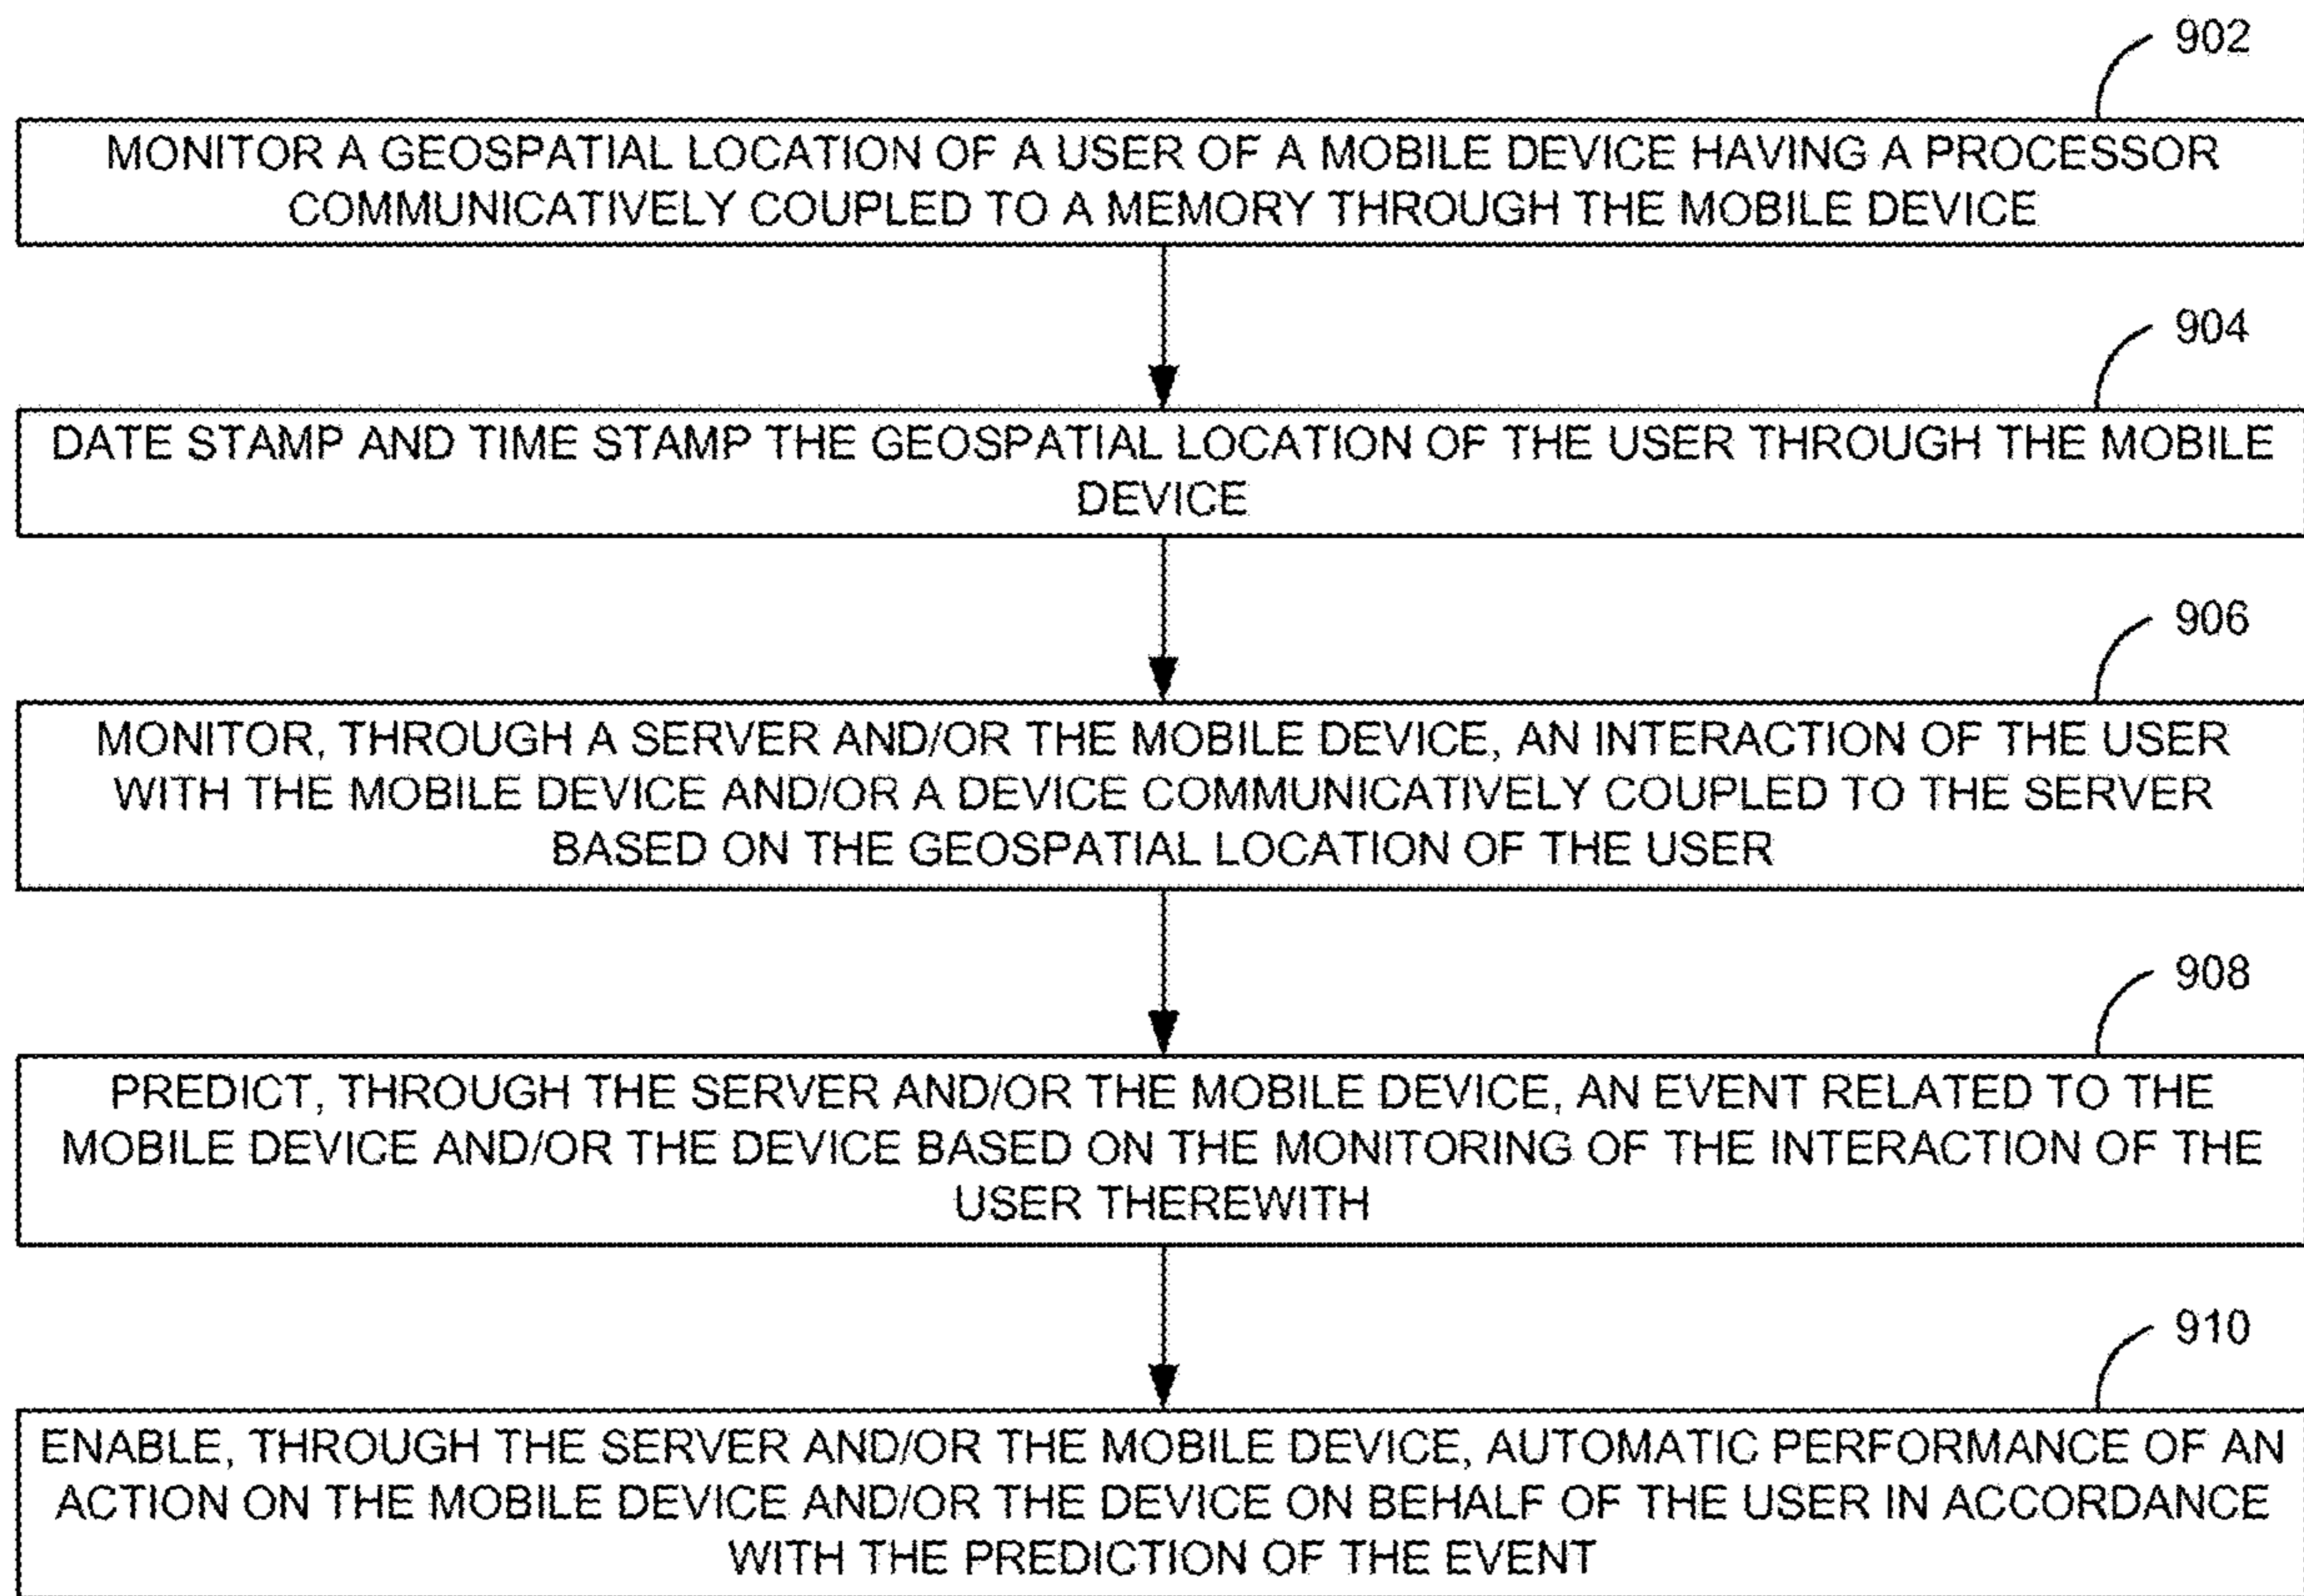 902
MONITOR A GEOSPATIAL LOCATION OF A USER OF A MOBILE DEVICE HAVING A PROCESSOR
COMMUNICATIVELY COUPLED TO A MEMORY THROUGH THE MOBILE DEVICE
904
DATE STAMP AND TIME STAMP THE GEOSPATIAL LOCATION OF THE USER THROUGH THE MOBILE
DEVICE
906
MONITOR, THROUGH A SERVER AND/OR THE MOBILE DEVICE, AN INTERACTION OF THE USER
WITH THE MOBILE DEVICE AND/OR A DEVICE COMMUNICATIVELY COUPLED TO THE SERVER
BASED ON THE GEOSPATIAL LOCATION OF THE USER
908
PREDICT, THROUGH THE SERVER AND/OR THE MOBILE DEVICE, AN EVENT RELATED TO THE
MOBILE DEVICE AND/OR THE DEVICE BASED ON THE MONITORING OF THE INTERACTION OF THE
USER THEREWITH
910
ENABLE, THROUGH THE SERVER AND/OR THE MOBILE DEVICE, AUTOMATIC PERFORMANCE OF AN
ACTION ON THE MOBILE DEVICE AND/OR THE DEVICE ON BEHALF OF THE USER IN ACCORDANCE
WITH THE PREDICTION OF THE EVENT